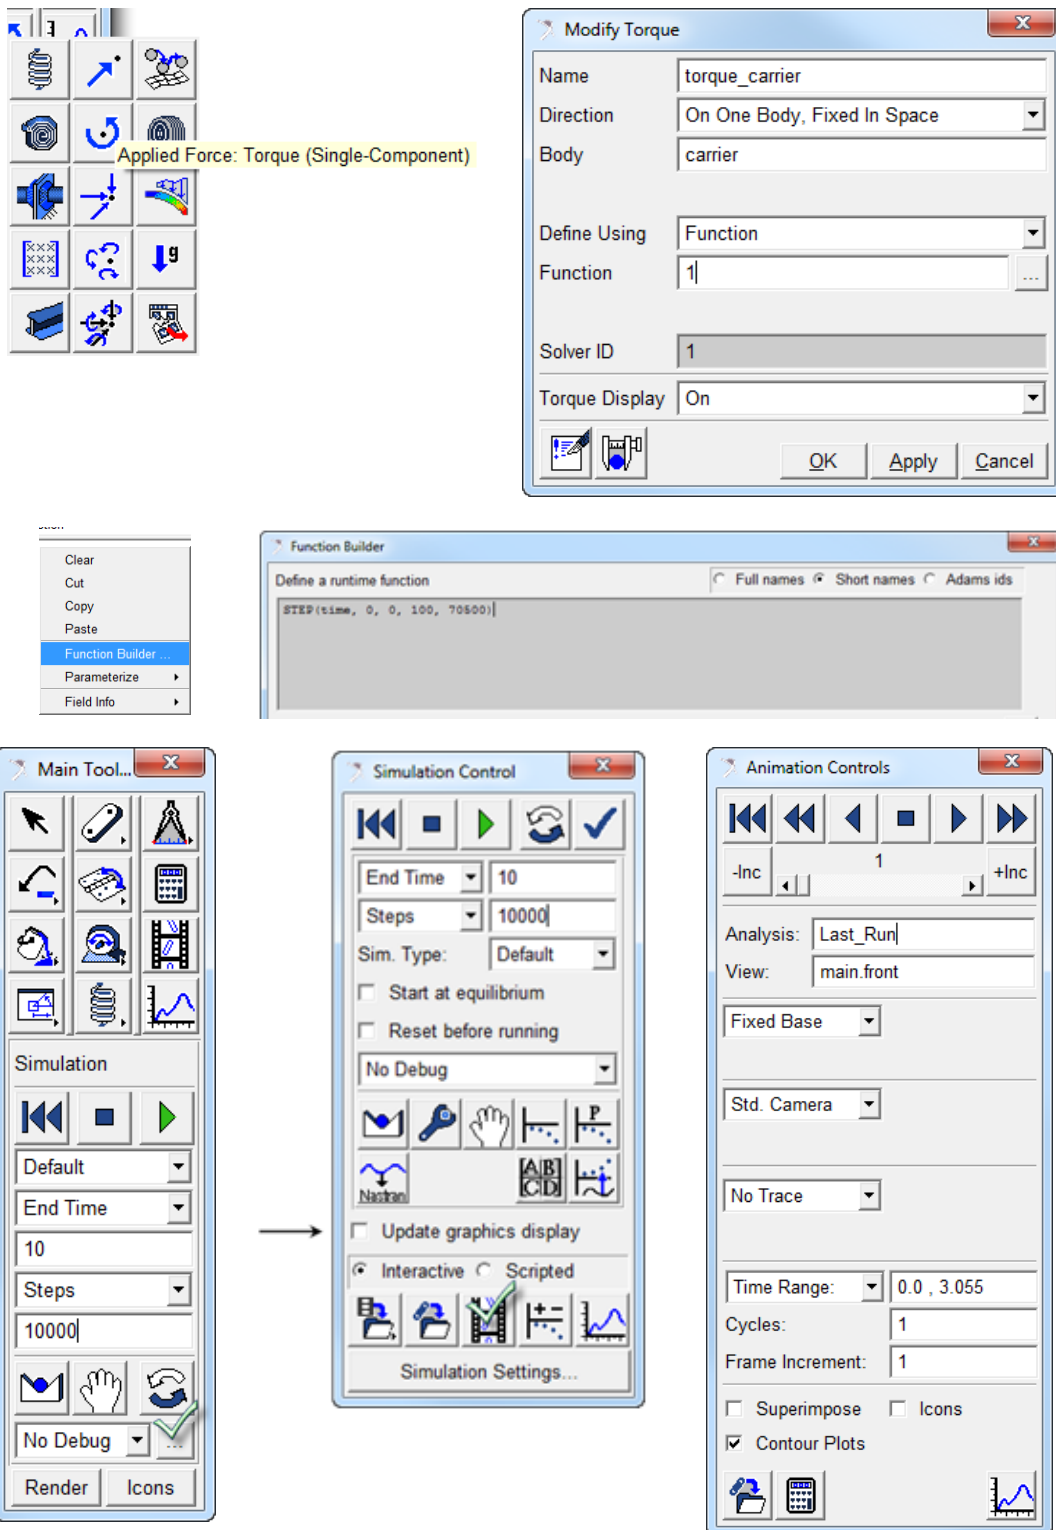 Applied Force: Torque (Single-Component)
g
Modify Torque
Name torque_carrier
Direction On One Body, Fixed In Space
Body carrier
Define Using Function
Function 1 ...
Solver ID 1
Torque Display On
OK Apply Cancel
Clear
Cut
Copy
Paste
Function Builder ...
Parameterize
Field Info
Function Builder
Define a runtime function Full names Short names Adams ids
STEP(time, 0, 0, 100, 70500)
Main Tool...
Simulation
Default
End Time
10
Steps
10000
No Debug ...
Render Icons
Simulation Control
End Time 10
Steps 10000
Sim. Type: Default
Start at equilibrium
Reset before running
No Debug
P
Nastran
A B
C D
Update graphics display
Interactive Scripted
Simulation Settings...
Animation Controls
-Inc 1 +Inc
Analysis: Last_Run
View: main.front
Fixed Base
Std. Camera
No Trace
Time Range: 0.0 , 3.055
Cycles: 1
Frame Increment: 1
Superimpose Icons
Contour Plots